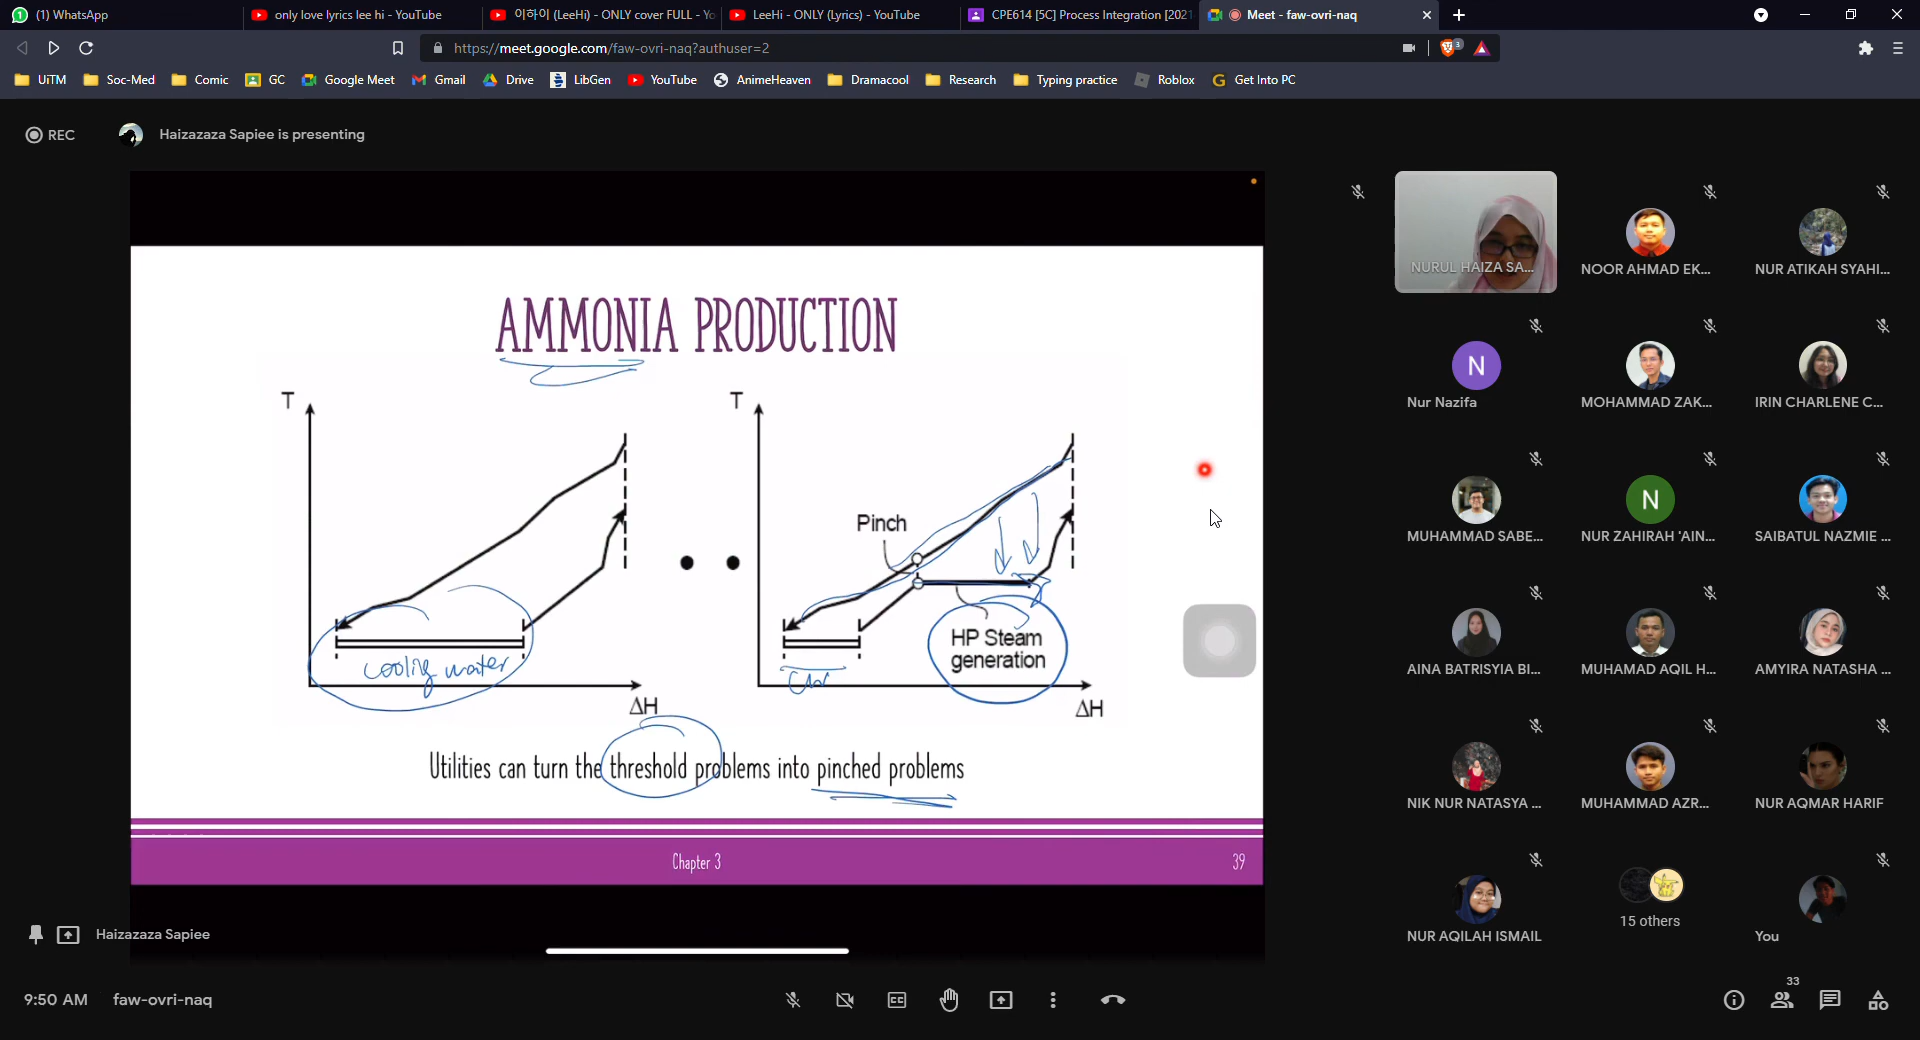 (1) WhatsApp
only love lyrics lee hi - YouTube
이하이 (LeeHi) - ONLY cover FULL - Yo
LeeHi - ONLY (Lyrics) - YouTube
CPE614 [5C] Process Integration [2021
Meet - faw-ovri-naq
https://meet.google.com/faw-ovri-naq?authuser=2
3
UiTM
Soc-Med
Comic
GC
Google Meet
Gmail
Drive
LibGen
YouTube
AnimeHeaven
Dramacool
Research
Typing practice
Roblox
Get Into PC
REC
Haizazaza Sapiee is presenting
AMMONIA PRODUCTION
T
T
Pinch
HP Steam
generation
cooling water
ΔH
ΔH
Utilities can turn the threshold problems into pinched problems
Chapter 3
39
NURUL HAIZA SA...
NOOR AHMAD EK...
NUR ATIKAH SYAHI...
N
Nur Nazifa
MOHAMMAD ZAK...
IRIN CHARLENE C...
MUHAMMAD SABE...
N
NUR ZAHIRAH 'AIN...
SAIBATUL NAZMIE ...
AINA BATRISYIA BI...
MUHAMAD AQIL H...
AMYIRA NATASHA ...
NIK NUR NATASYA ...
MUHAMMAD AZR...
NUR AQMAR HARIF
NUR AQILAH ISMAIL
15 others
You
Haizazaza Sapiee
9:50 AM
faw-ovri-naq
33